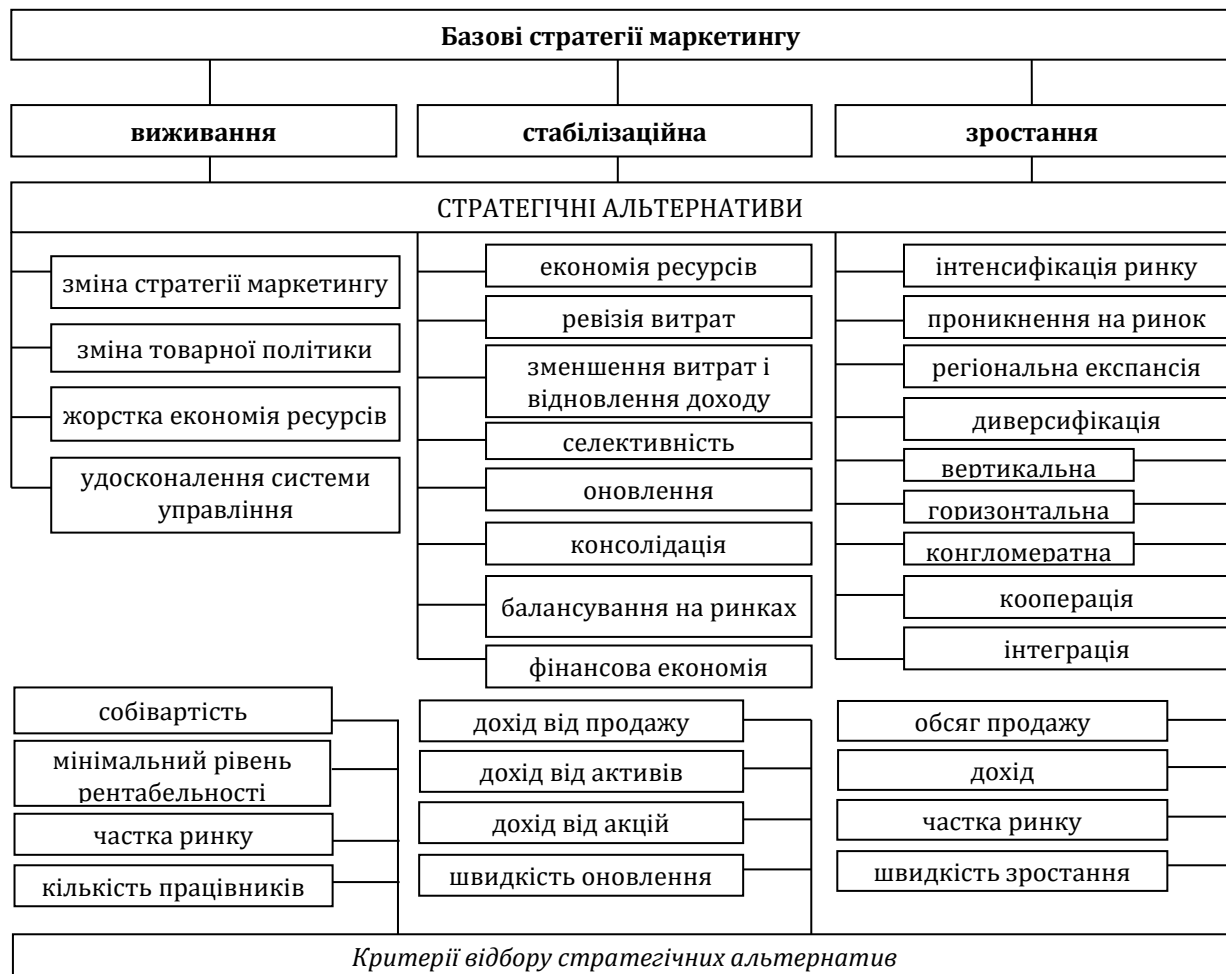 Базові стратегії маркетингу
виживання
стабілізаційна
зростання
СТРАТЕГІЧНІ АЛЬТЕРНАТИВИ
зміна стратегії маркетингу
зміна товарної політики
жорстка економія ресурсів
удосконалення системи
управління
економія ресурсів
ревізія витрат
зменшення витрат і
відновлення доходу
селективність
оновлення
консолідація
балансування на ринках
фінансова економія
інтенсифікація ринку
проникнення на ринок
регіональна експансія
диверсифікація
вертикальна
горизонтальна
конгломератна
кооперація
інтеграція
собівартість
мінімальний рівень
рентабельності
частка ринку
кількість працівників
дохід від продажу
дохід від активів
дохід від акцій
швидкість оновлення
обсяг продажу
дохід
частка ринку
швидкість зростання
Критерії відбору стратегічних альтернатив